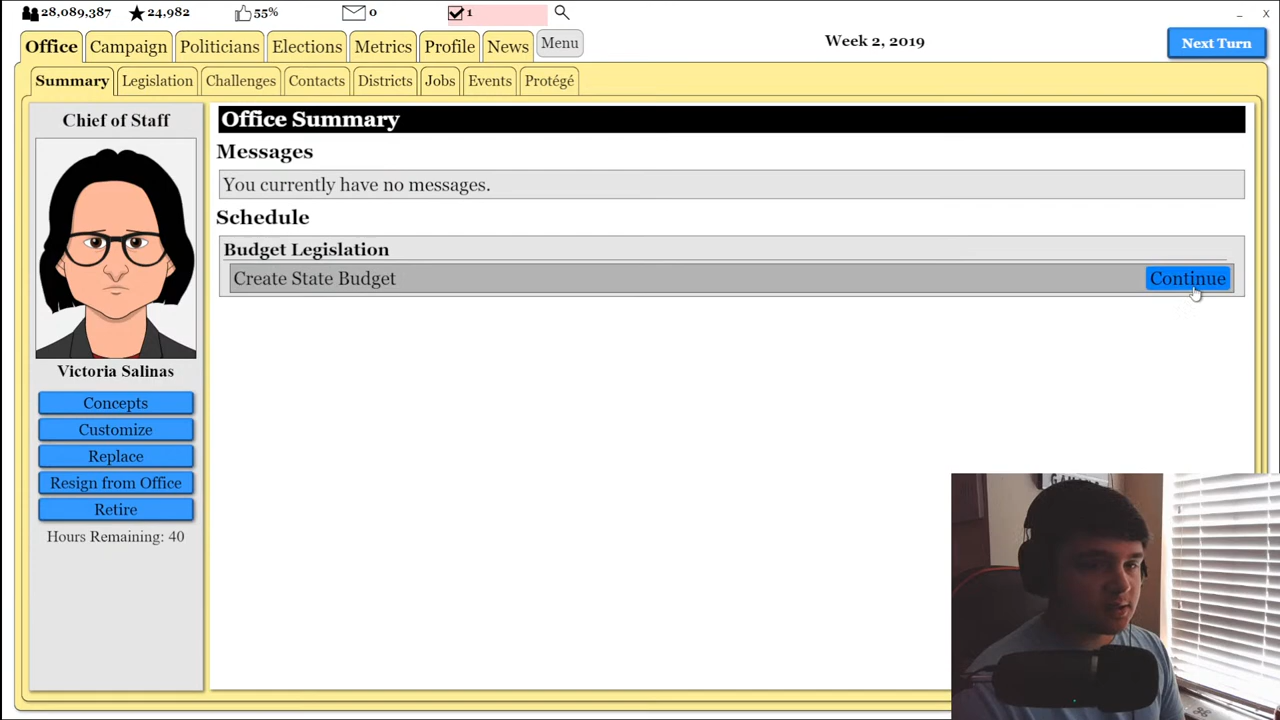 28,089,387 24,982 55% 0 1
_ X
Office Campaign Politicians Elections Metrics Profile News Menu
Week 2, 2019
Next Turn
Summary Legislation Challenges Contacts Districts Jobs Events Protégé
Chief of Staff
Victoria Salinas
Concepts
Customize
Replace
Resign from Office
Retire
Hours Remaining: 40
Office Summary
Messages
You currently have no messages.
Schedule
Budget Legislation
Create State Budget Continue